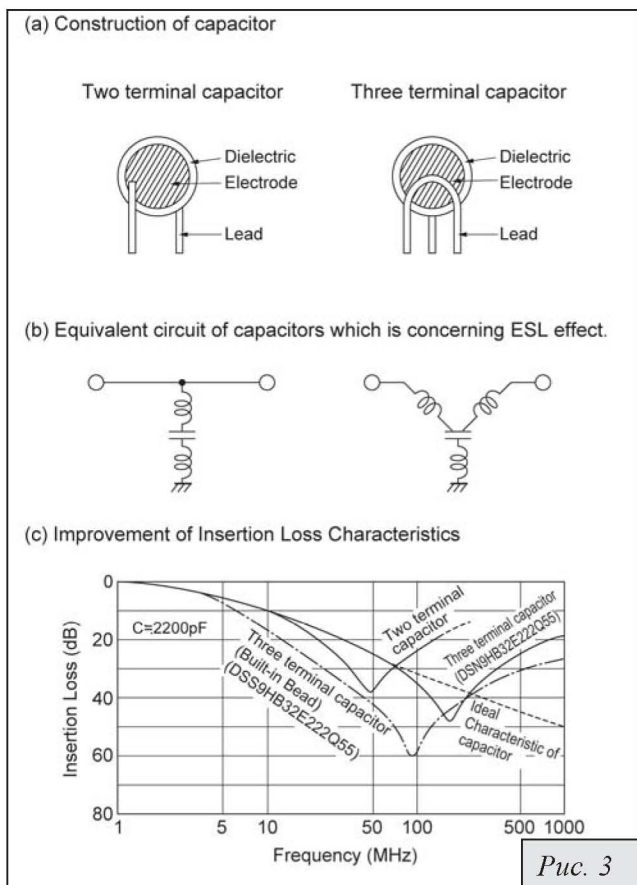 (a) Construction of capacitor
Two terminal capacitor
Three terminal capacitor
Dielectric
Electrode
Lead
Dielectric
Electrode
Lead
(b) Equivalent circuit of capacitors which is concerning ESL effect.
(c) Improvement of Insertion Loss Characteristics
Insertion Loss (dB)
0
20
40
60
80
C=2200pF
Three terminal capacitor
(Built-in Bead)
(DSS9HB32E222Q55)
Two terminal
capacitor
Three terminal capacitor
(DSN9HB32E222Q55)
Ideal
Characteristic of
capacitor
1
5
10
50
100
500
1000
Frequency (MHz)
Рис. 3